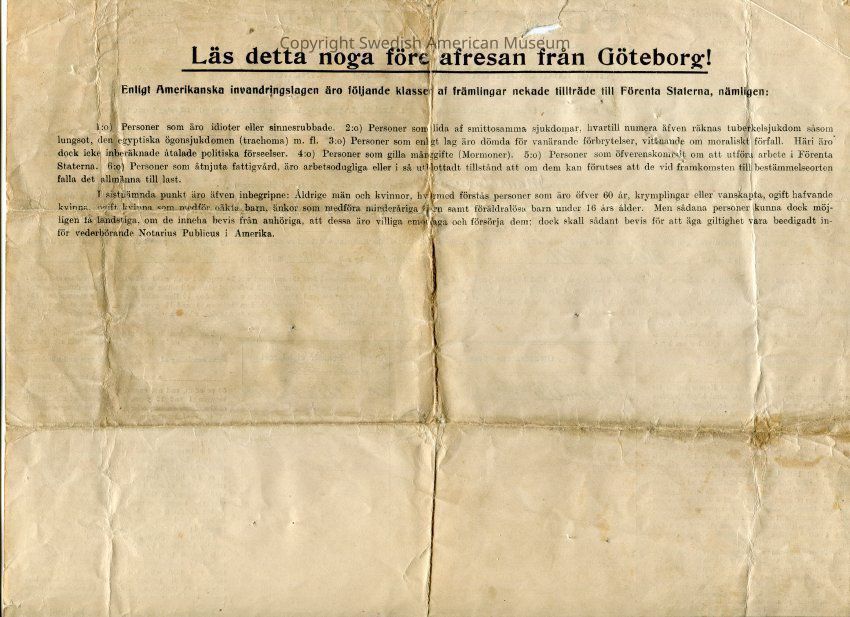 Copyright Swedish American Museum
Läs detta noga före afresan från Göteborg!
Enligt Amerikanska invandringslagen äro följande klasser af främlingar nekade tillträde till Förenta Staterna, nämligen:
1:o) Personer som äro idioter eller sinnesrubbade. 2:o) Personer som lida af smittosamma sjukdomar, hvartill numera äfven räknas tuberkelsjukdom såsom
lungsot, den egyptiska ögonsjukdomen (trachoma) m. fl. 3:o) Personer som enligt lag äro dömda för vanärande förbrytelser, vittnande om moraliskt förfall. Häri äro
dock icke inberäknade åtalade politiska förseelser. 4:o) Personer som gilla månggifte (Mormoner). 5:o) Personer som öfverenskommit om att utföra arbete i Förenta
Staterna. 6:o) Personer som åtnjuta fattigvård, äro arbetsodugliga eller i så utblottadt tillstånd att om dem kan förutses att de vid framkomsten till bestämmelseorten
falla det allmänna till last.
I sistnämnda punkt äro äfven inbegripne: Åldrige män och kvinnor, hvarmed förstås personer som äro öfver 60 år, krymplingar eller vanskapta, ogift hafvande
kvinna, ogift kvinna som medför oäkta barn, änkor som medföra minderåriga barn samt föräldralösa barn under 16 års ålder. Men sådana personer kunna dock möj-
ligen få landstiga, om de inneha bevis från anhöriga, att dessa äro villiga emottaga och försörja dem; dock skall sådant bevis för att äga giltighet vara beedigadt in-
för vederbörande Notarius Publicus i Amerika.